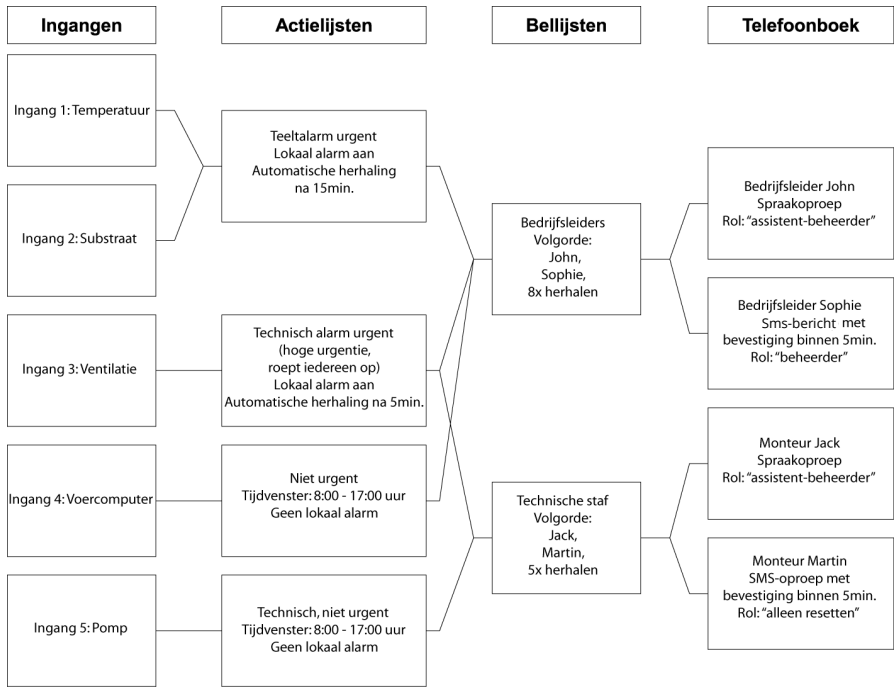 Ingangen
Actielijsten
Bellijsten
Telefoonboek
Ingang 1: Temperatuur
Ingang 2: Substraat
Ingang 3: Ventilatie
Ingang 4: Voercomputer
Ingang 5: Pomp
Teeltalarm urgent
Lokaal alarm aan
Automatische herhaling
na 15min.
Technisch alarm urgent
(hoge urgentie,
roept iedereen op)
Lokaal alarm aan
Automatische herhaling na 5min.
Niet urgent
Tijdvenster: 8:00 - 17:00 uur
Geen lokaal alarm
Technisch, niet urgent
Tijdvenster: 8:00 - 17:00 uur
Geen lokaal alarm
Bedrijfsleiders
Volgorde:
John,
Sophie,
8x herhalen
Technische staf
Volgorde:
Jack,
Martin,
5x herhalen
Bedrijfsleider John
Spraakoproep
Rol: “assistent-beheerder”
Bedrijfsleider Sophie
Sms-bericht met
bevestiging binnen 5min.
Rol: “beheerder”
Monteur Jack
Spraakoproep
Rol: “assistent-beheerder”
Monteur Martin
SMS-oproep met
bevestiging binnen 5min.
Rol: “alleen resetten”